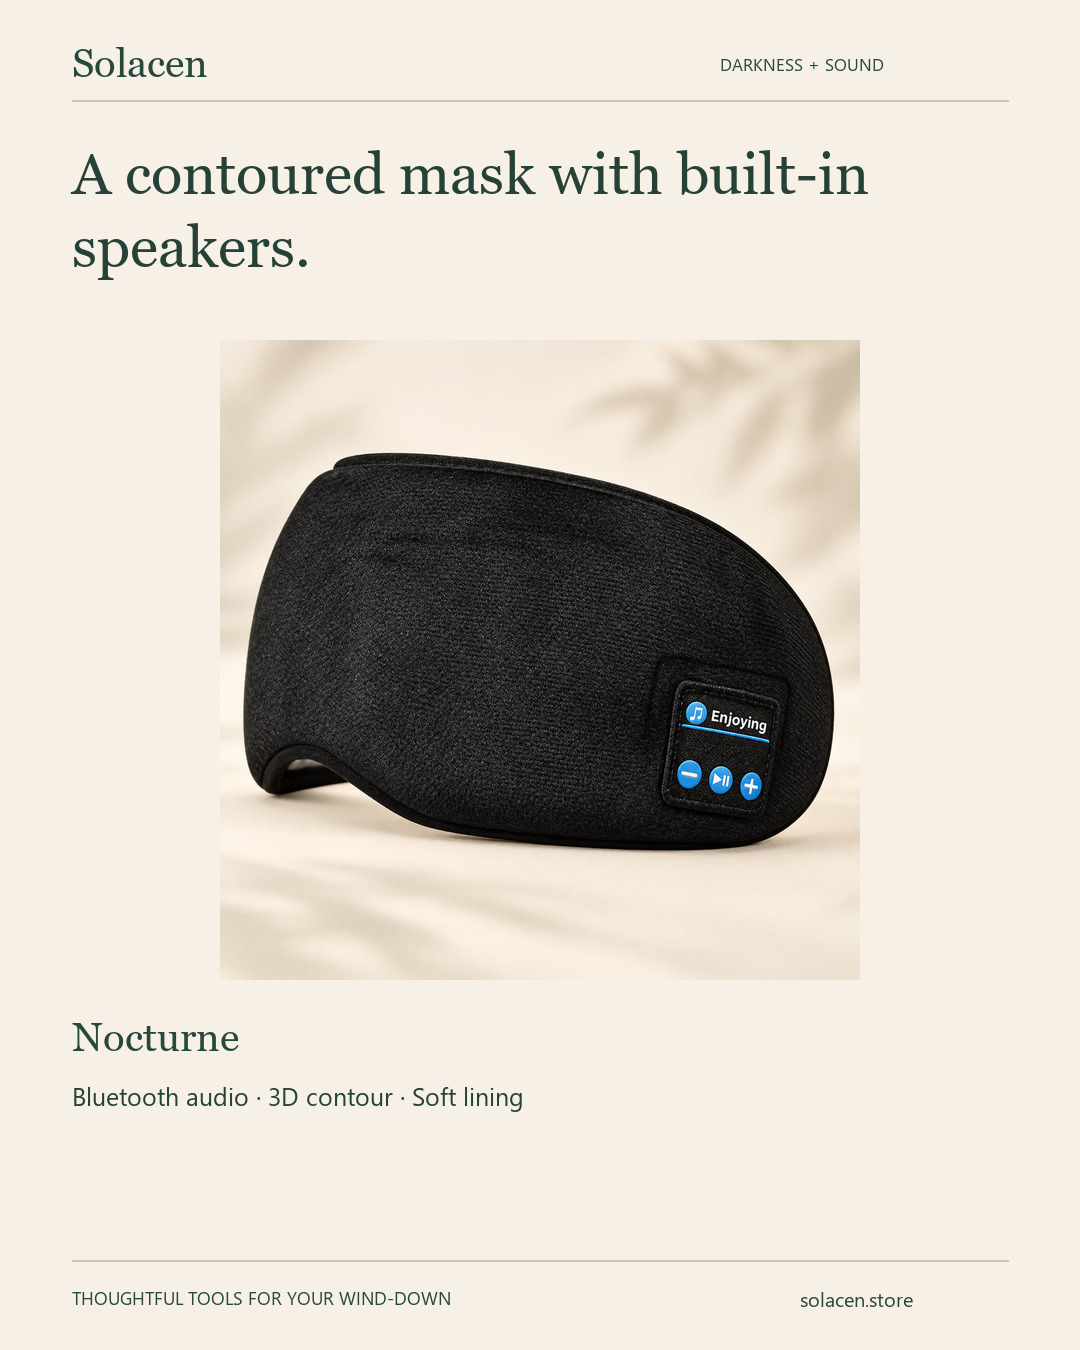 Solacen
DARKNESS + SOUND
A contoured mask with built-in
speakers.
Enjoying
Nocturne
Bluetooth audio · 3D contour · Soft lining
THOUGHTFUL TOOLS FOR YOUR WIND-DOWN
solacen.store